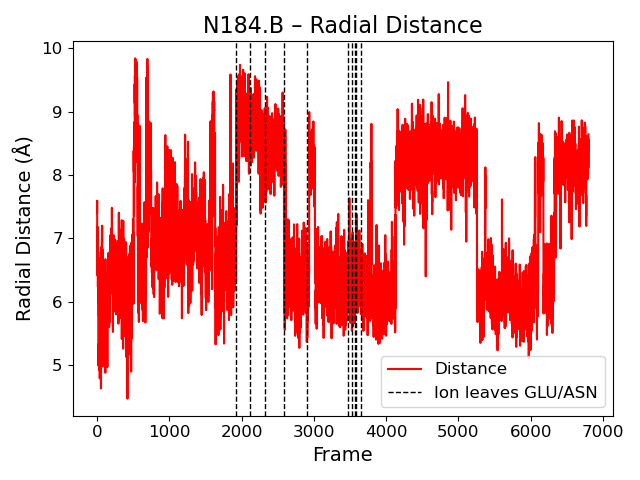 N184.B – Radial Distance
10
9
8
7
6
5
Radial Distance (Å)
Distance
Ion leaves GLU/ASN
0 1000 2000 3000 4000 5000 6000 7000
Frame